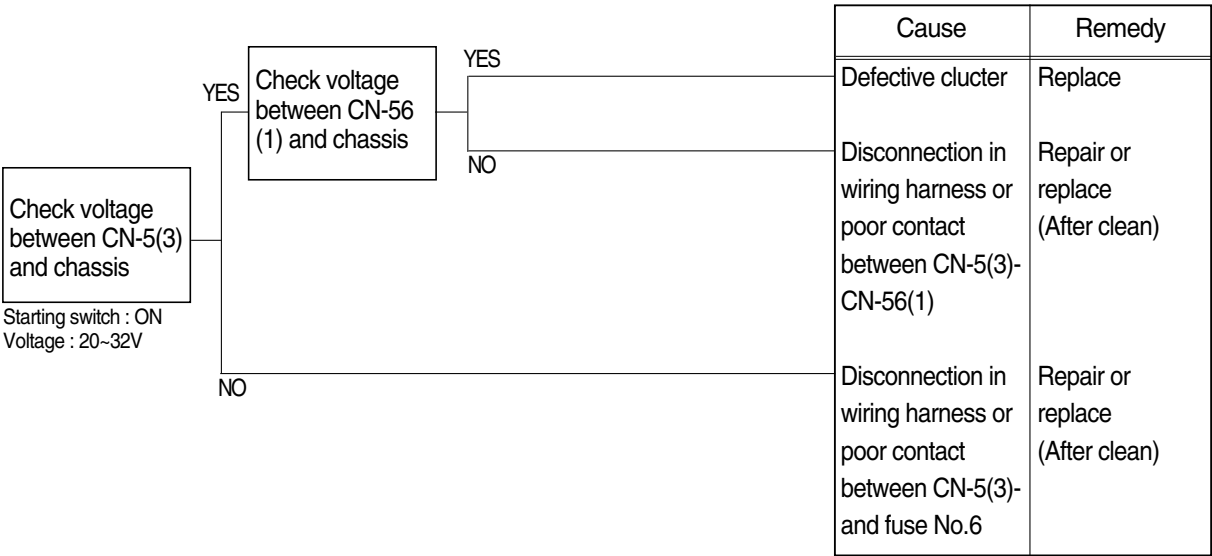 Cause
Remedy
YES
Check voltage
between CN-56
(1) and chassis
YES
NO
Check voltage
between CN-5(3)
and chassis
Starting switch : ON
Voltage : 20~32V
NO
Defective clucter
Replace
Disconnection in
wiring harness or
poor contact
between CN-5(3)-
CN-56(1)
Repair or
replace
(After clean)
Disconnection in
wiring harness or
poor contact
between CN-5(3)-
and fuse No.6
Repair or
replace
(After clean)